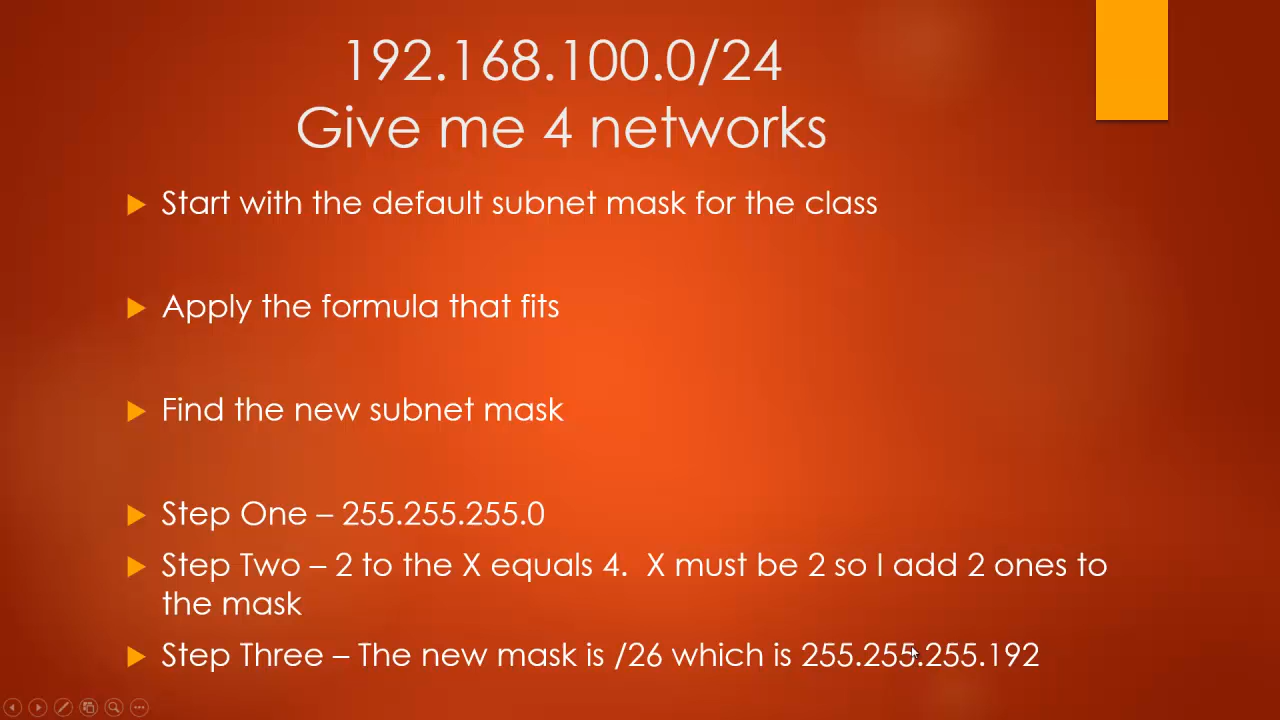 192.168.100.0/24
Give me 4 networks
Start with the default subnet mask for the class
Apply the formula that fits
Find the new subnet mask
Step One – 255.255.255.0
Step Two – 2 to the X equals 4.  X must be 2 so I add 2 ones to
the mask
Step Three – The new mask is /26 which is 255.255.255.192